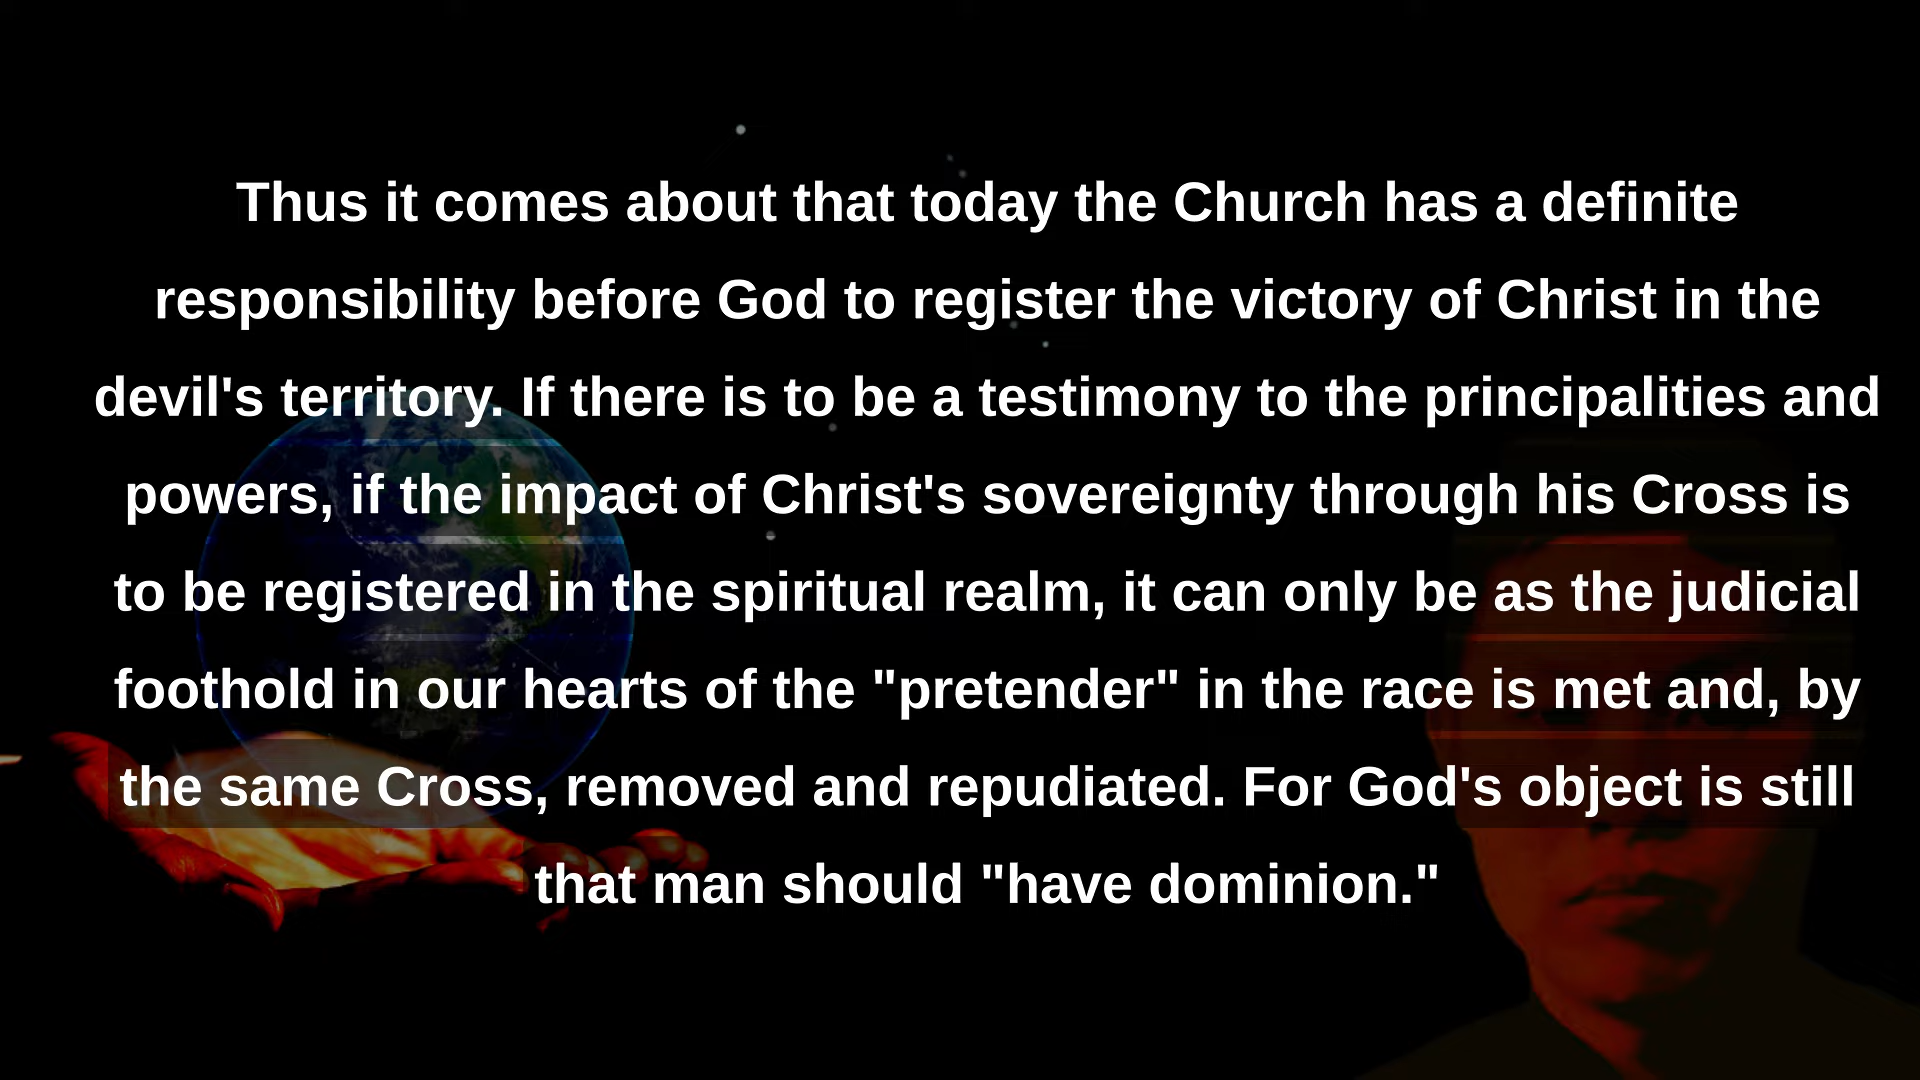 Thus it comes about that today the Church has a definite
responsibility before God to register the victory of Christ in the
devil's territory. If there is to be a testimony to the principalities and
powers, if the impact of Christ's sovereignty through his Cross is
to be registered in the spiritual realm, it can only be as the judicial
foothold in our hearts of the "pretender" in the race is met and, by
the same Cross, removed and repudiated. For God's object is still
that man should "have dominion."